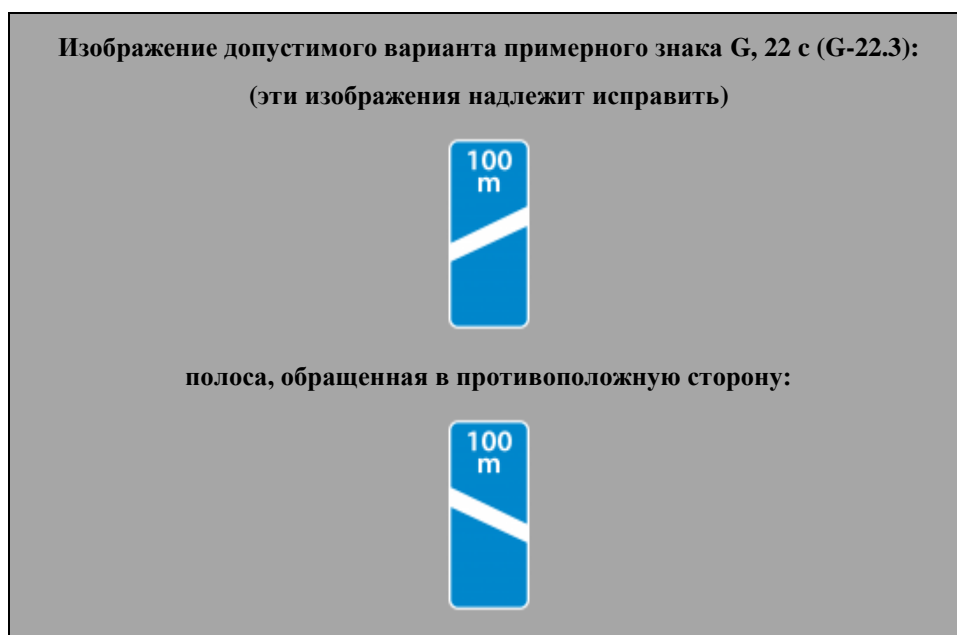 Изображение допустимого варианта примерного знака G, 22 c (G-22.3):
(эти изображения надлежит исправить)
100
m
полоса, обращенная в противоположную сторону:
100
m